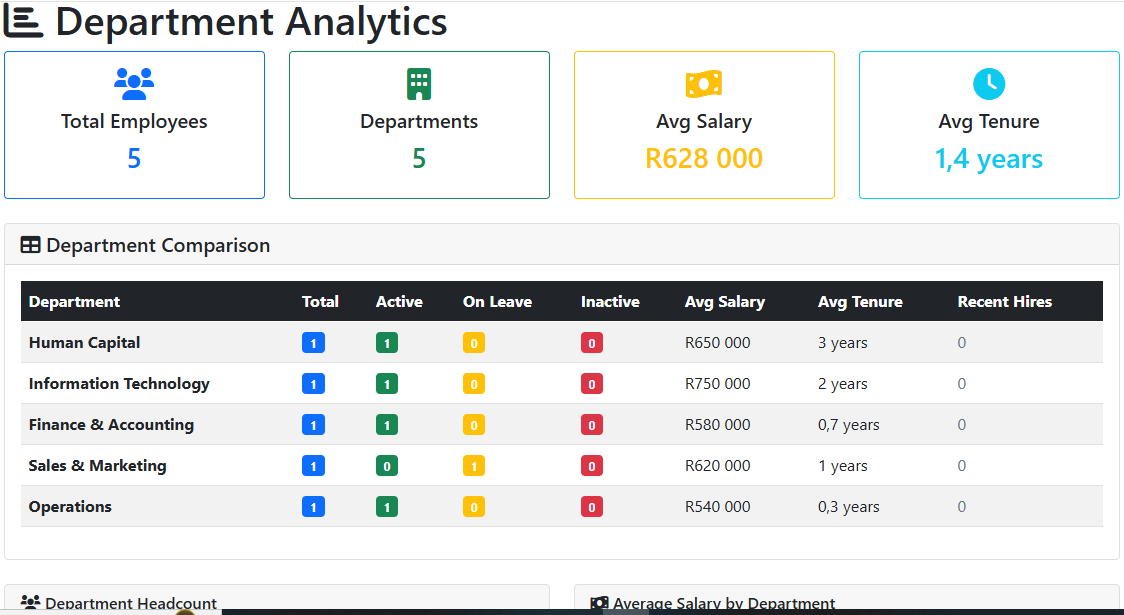 Department Analytics
Total Employees
5
Departments
5
Avg Salary
R628 000
Avg Tenure
1,4 years
Department Comparison
Department Total Active On Leave Inactive Avg Salary Avg Tenure Recent Hires
Human Capital 1 1 0 0 R650 000 3 years 0
Information Technology 1 1 0 0 R750 000 2 years 0
Finance & Accounting 1 1 0 0 R580 000 0,7 years 0
Sales & Marketing 1 0 1 0 R620 000 1 years 0
Operations 1 1 0 0 R540 000 0,3 years 0
Department Headcount
Average Salary by Department